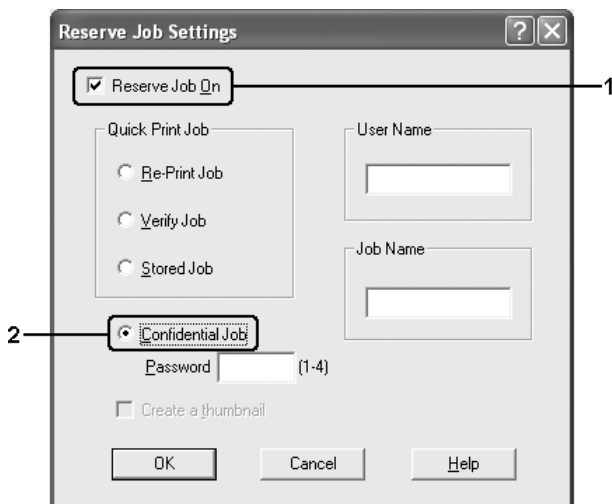 Reserve Job Settings
?
Reserve Job On
1
Quick Print Job
Re-Print Job
Verify Job
Stored Job
User Name
Job Name
2
Confidential Job
Password (1-4)
Create a thumbnail
OK Cancel Help